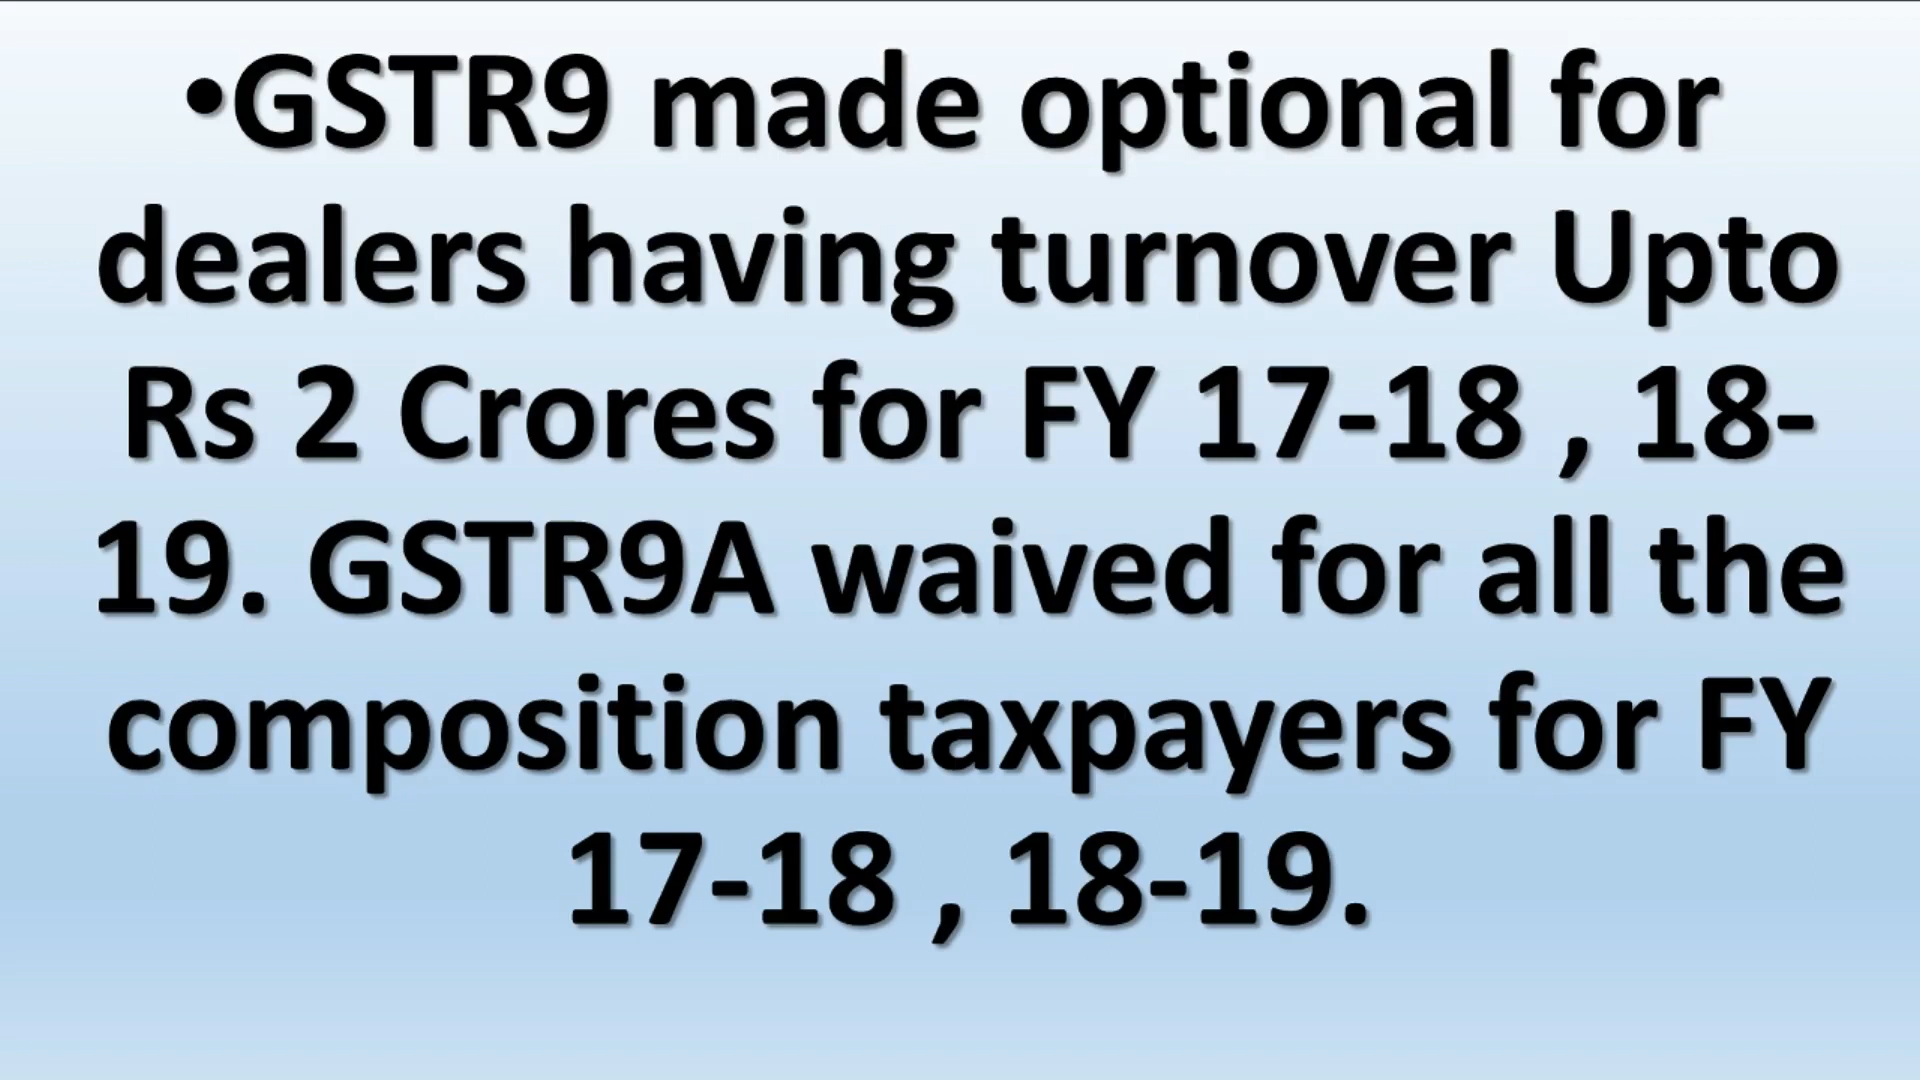 •GSTR9 made optional for
dealers having turnover Upto
Rs 2 Crores for FY 17-18 , 18-
19. GSTR9A waived for all the
composition taxpayers for FY
17-18 , 18-19.